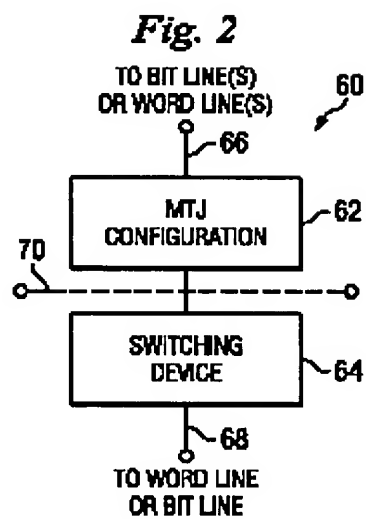 Fig. 2
TO BIT LINE(S)
OR WORD LINE(S)
60
66
MTJ
CONFIGURATION
62
70
SWITCHING
DEVICE
64
68
TO WORD LINE
OR BIT LINE